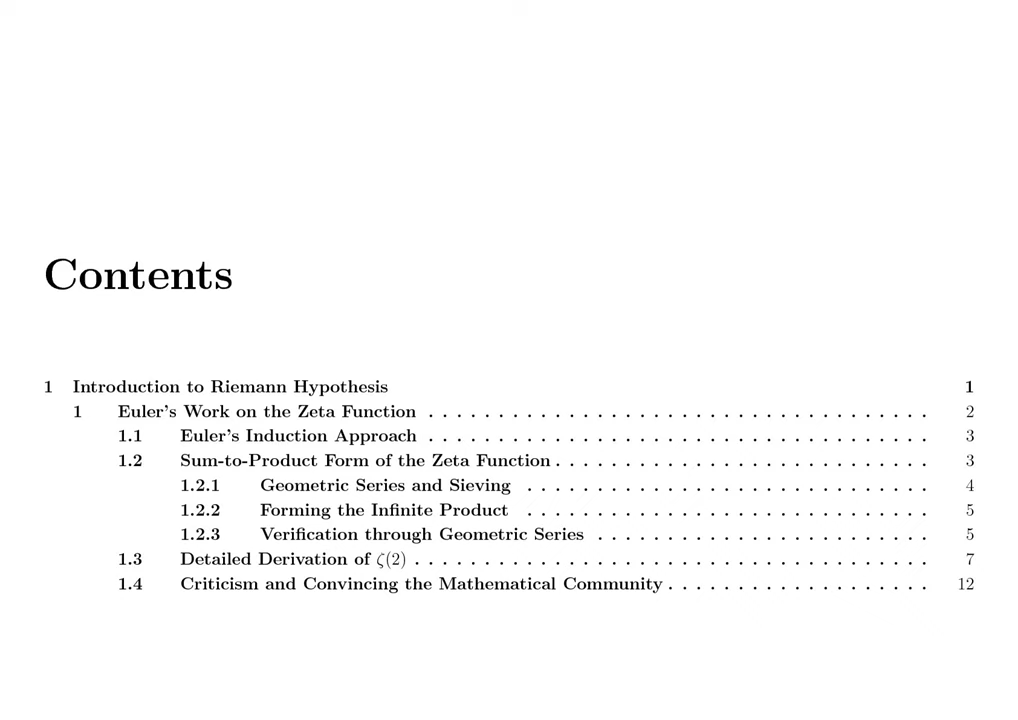 Contents
1 Introduction to Riemann Hypothesis 1
1 Euler's Work on the Zeta Function . . . . . . . . . . . . . . . . . . . . . . . . . . . . . . . . . . . . 2
1.1 Euler's Induction Approach . . . . . . . . . . . . . . . . . . . . . . . . . . . . . . . . . . . . 3
1.2 Sum-to-Product Form of the Zeta Function . . . . . . . . . . . . . . . . . . . . . . . . . . . 3
1.2.1 Geometric Series and Sieving . . . . . . . . . . . . . . . . . . . . . . . . . . . . . 4
1.2.2 Forming the Infinite Product . . . . . . . . . . . . . . . . . . . . . . . . . . . . . 5
1.2.3 Verification through Geometric Series . . . . . . . . . . . . . . . . . . . . . . . . 5
1.3 Detailed Derivation of ζ(2) . . . . . . . . . . . . . . . . . . . . . . . . . . . . . . . . . . . . . 7
1.4 Criticism and Convincing the Mathematical Community . . . . . . . . . . . . . . . . . . . 12